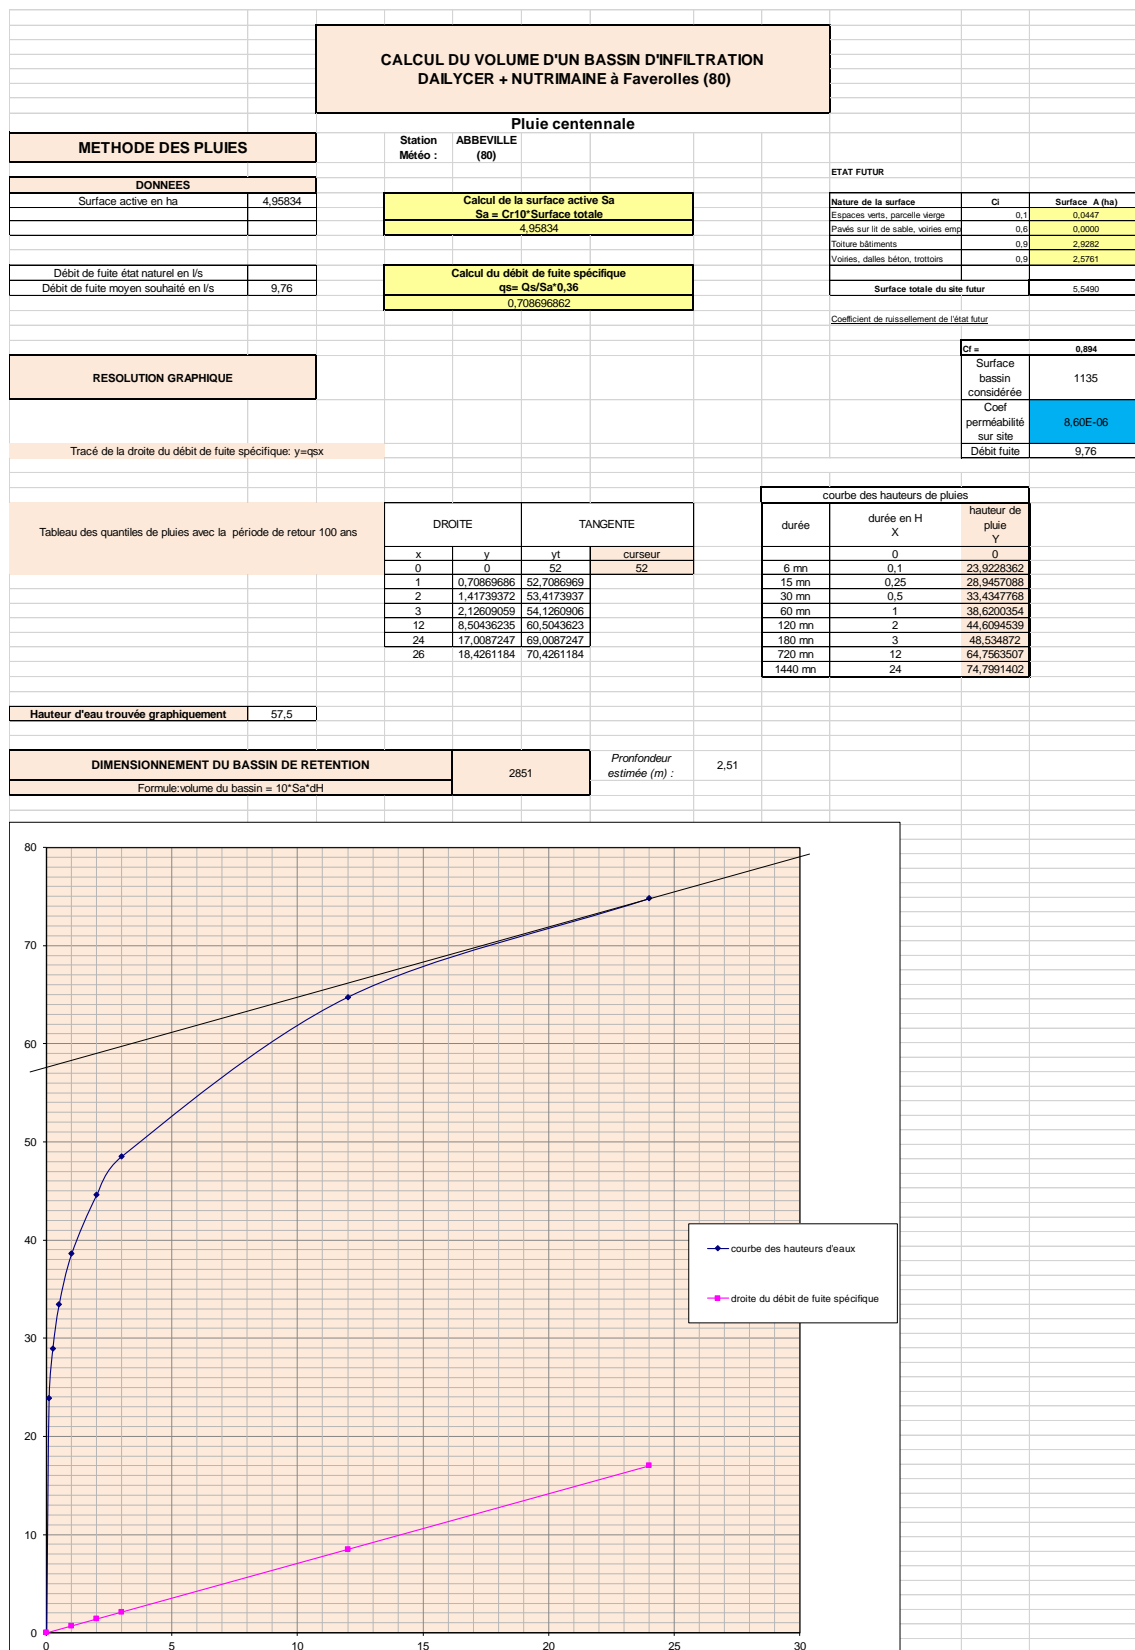 CALCUL DU VOLUME D'UN BASSIN D'INFILTRATION
DAILYCER + NUTRIMAINE à Faverolles (80)
Pluie centennale
METHODE DES PLUIES
Station Météo :
ABBEVILLE (80)
ETAT FUTUR
DONNEES
Surface active en ha 4,95834
Calcul de la surface active Sa
Sa = Cr10*Surface totale
4,95834
Nature de la surface Ci Surface A (ha)
Espaces verts, parcelle vierge 0,1 0,0447
Pavés sur lit de sable, voiries emp 0,6 0,0000
Toiture bâtiments 0,9 2,9282
Voiries, dalles béton, trottoirs 0,9 2,5761
Surface totale du site futur 5,5490
Débit de fuite état naturel en l/s
Débit de fuite moyen souhaité en l/s 9,76
Calcul du débit de fuite spécifique
qs= Qs/Sa*0,36
0,708696862
Coefficient de ruissellement de l'état futur
Cf = 0,894
RESOLUTION GRAPHIQUE
Surface bassin considérée 1135
Coef perméabilité sur site 8,60E-06
Débit fuite 9,76
Tracé de la droite du débit de fuite spécifique: y=qsx
Tableau des quantiles de pluies avec la période de retour 100 ans
DROITE TANGENTE
x y yt curseur
0 0 52 52
1 0,70869686 52,7086969
2 1,41739372 53,4173937
3 2,12609059 54,1260906
12 8,50436235 60,5043623
24 17,0087247 69,0087247
26 18,4261184 70,4261184
courbe des hauteurs de pluies
durée
durée en H
X
hauteur de
pluie
Y
0 0
6 mn 0,1 23,9228362
15 mn 0,25 28,9457088
30 mn 0,5 33,4347768
60 mn 1 38,6200354
120 mn 2 44,6094539
180 mn 3 48,534872
720 mn 12 64,7563507
1440 mn 24 74,7991402
Hauteur d'eau trouvée graphiquement 57,5
DIMENSIONNEMENT DU BASSIN DE RETENTION
Formule:volume du bassin = 10*Sa*dH
2851
Pronfondeur
estimée (m) :
2,51
80
70
60
50
40
30
20
10
0
0 5 10 15 20 25 30
courbe des hauteurs d'eaux
droite du débit de fuite spécifique